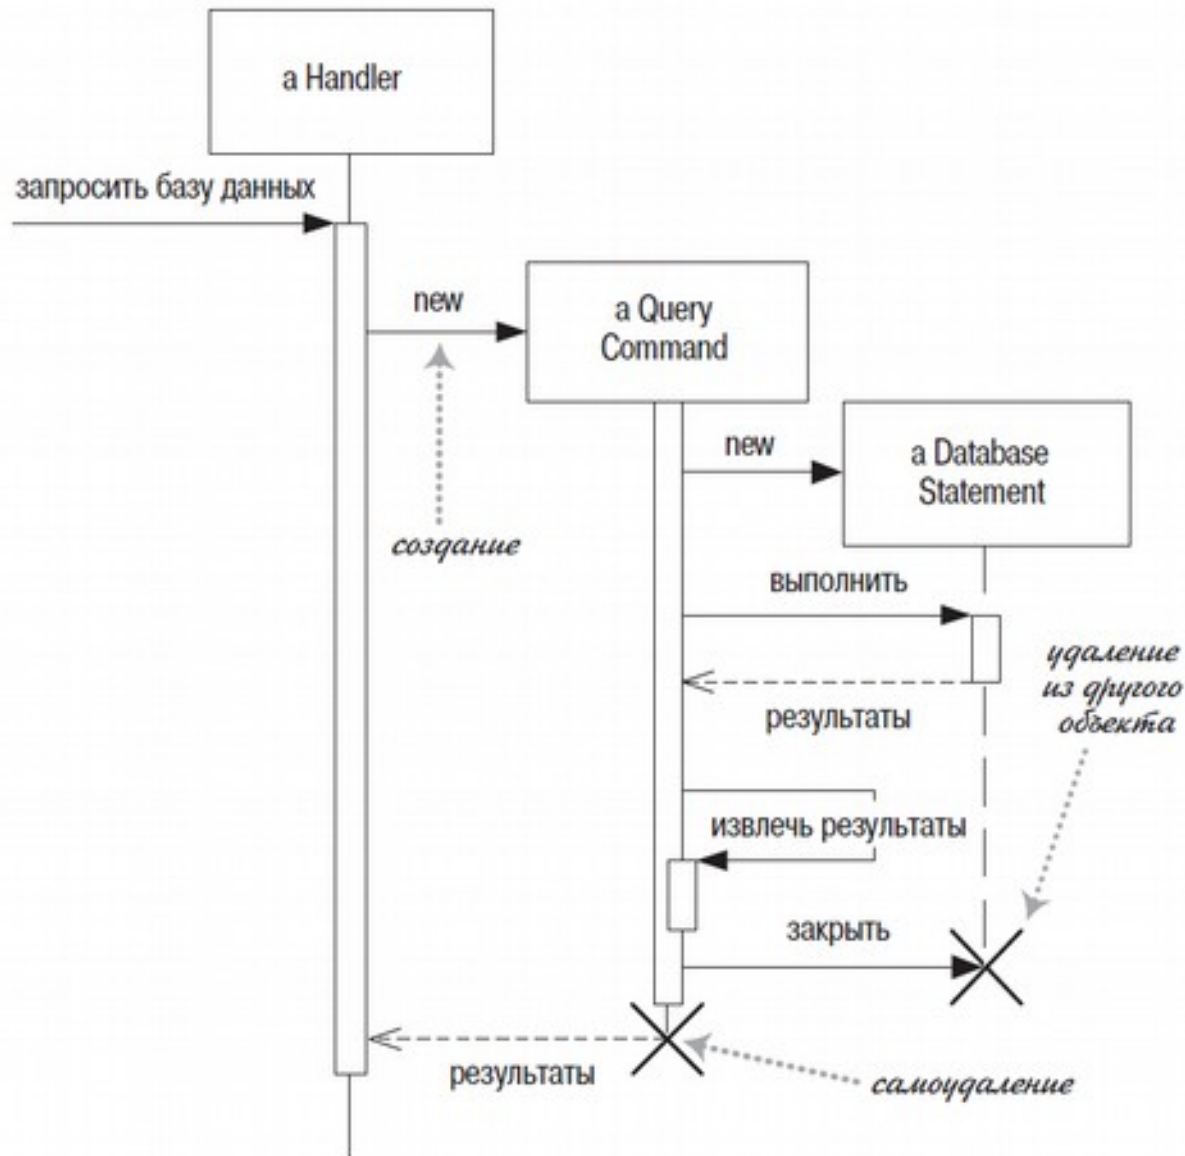 a Handler
запросить базу данных
new
a Query
Command
new
a Database
Statement
создание
выполнить
удаление
из другого
объекта
результаты
извлечь результаты
закрыть
результаты
самоудаление